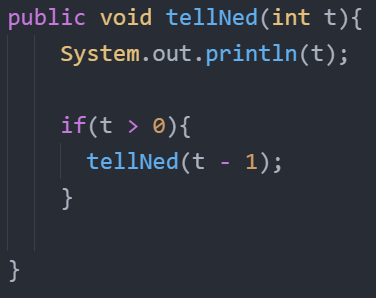 public void tellNed(int t){
System.out.println(t);
if(t > 0){
tellNed(t - 1);
}
}